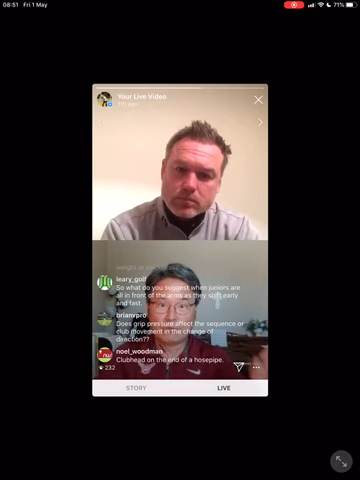 08:51 Fri 1 May
71%
Your Live Video
leary_golf
So what do you suggest when juniors are
all in front of the arms as they shift early
and fast.
brianvpro
Does grip pressure affect the sequence or
club movement in the change of
direction??
noel_woodman
Clubhead on the end of a hosepipe.
232
STORY LIVE